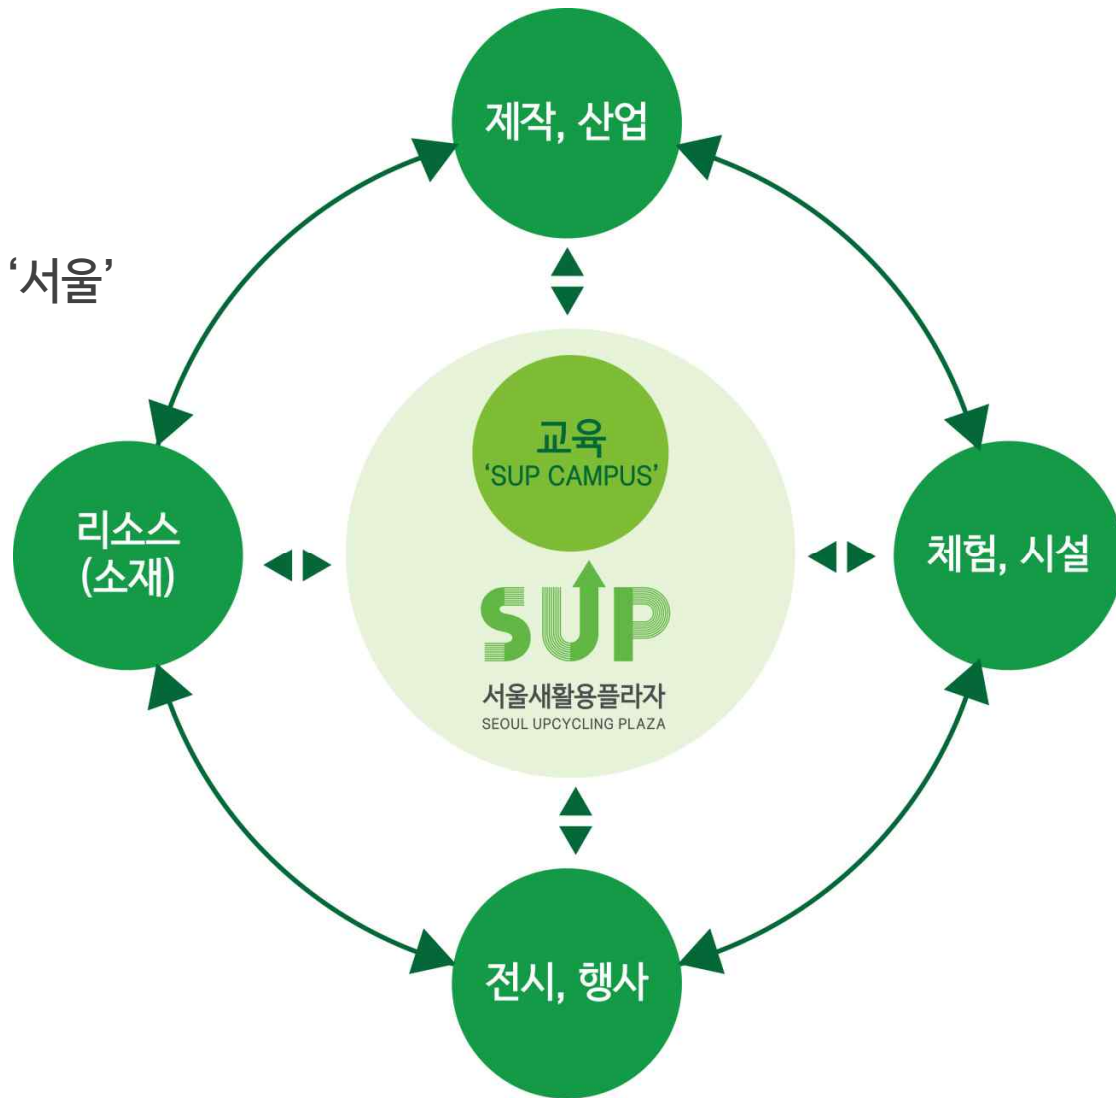 제작, 산업
‘서울’
교육
‘SUP CAMPUS’
리소스
(소재)
체험, 시설
SUP
서울새활용플라자
SEOUL UPCYCLING PLAZA
전시, 행사